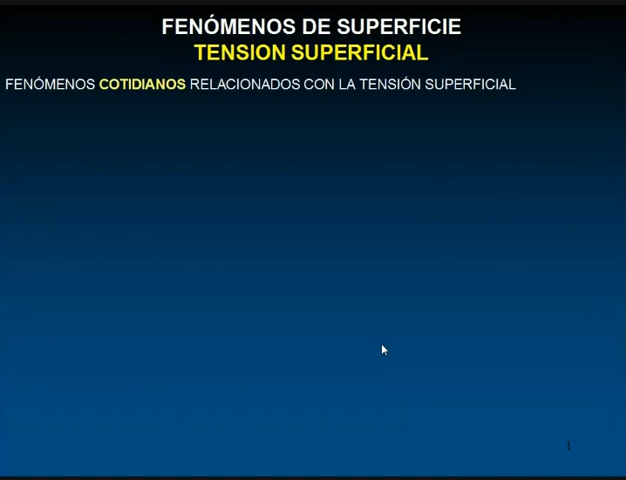 FENÓMENOS DE SUPERFICIE
TENSION SUPERFICIAL
FENÓMENOS COTIDIANOS RELACIONADOS CON LA TENSIÓN SUPERFICIAL
1